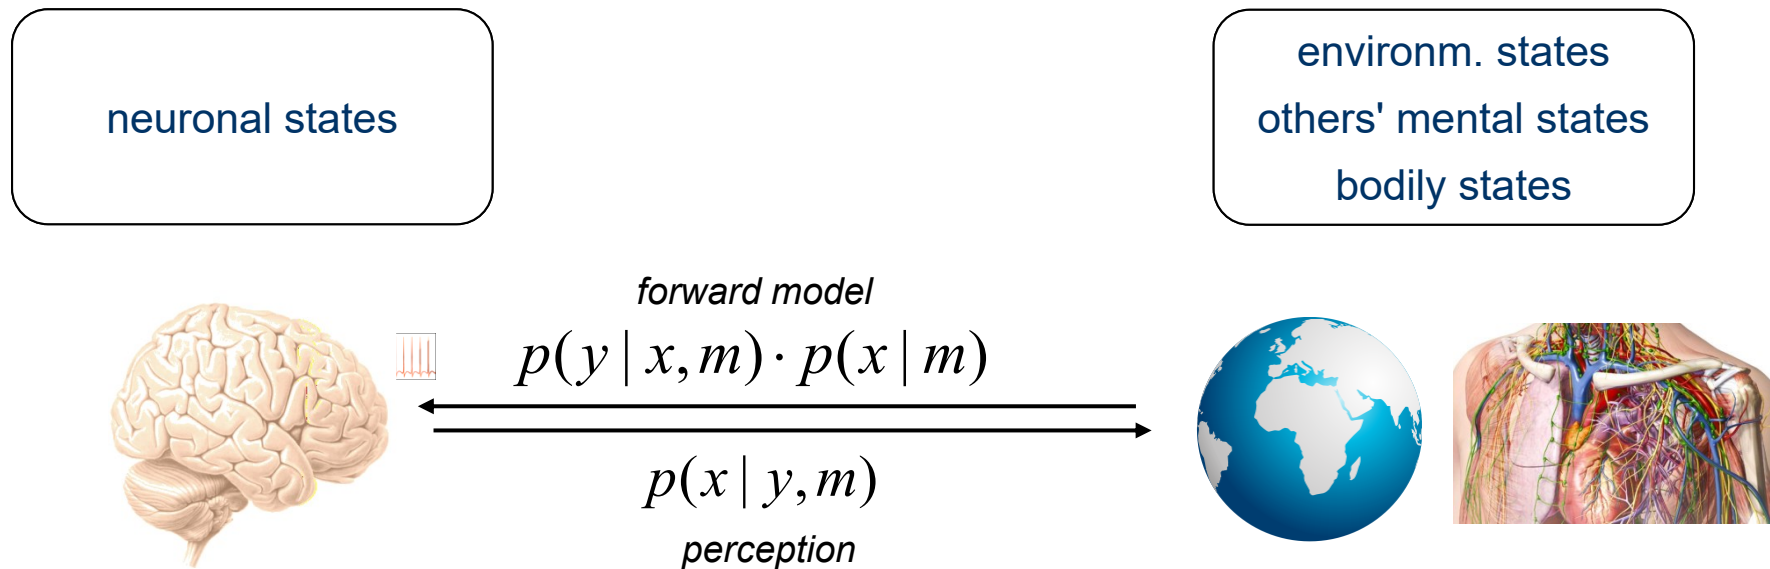 neuronal states
environm. states
others' mental states
bodily states
forward model
p(y | x, m) · p(x | m)
p(x | y, m)
perception